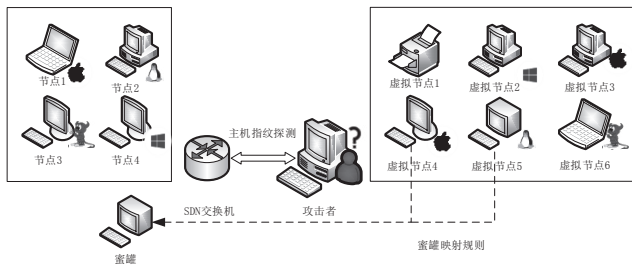 节点1
节点2
虚拟节点1
虚拟节点2
虚拟节点3
主机指纹探测
?
节点3
节点4
虚拟节点4
虚拟节点5
虚拟节点6
SDN交换机
攻击者
蜜罐映射规则
蜜罐